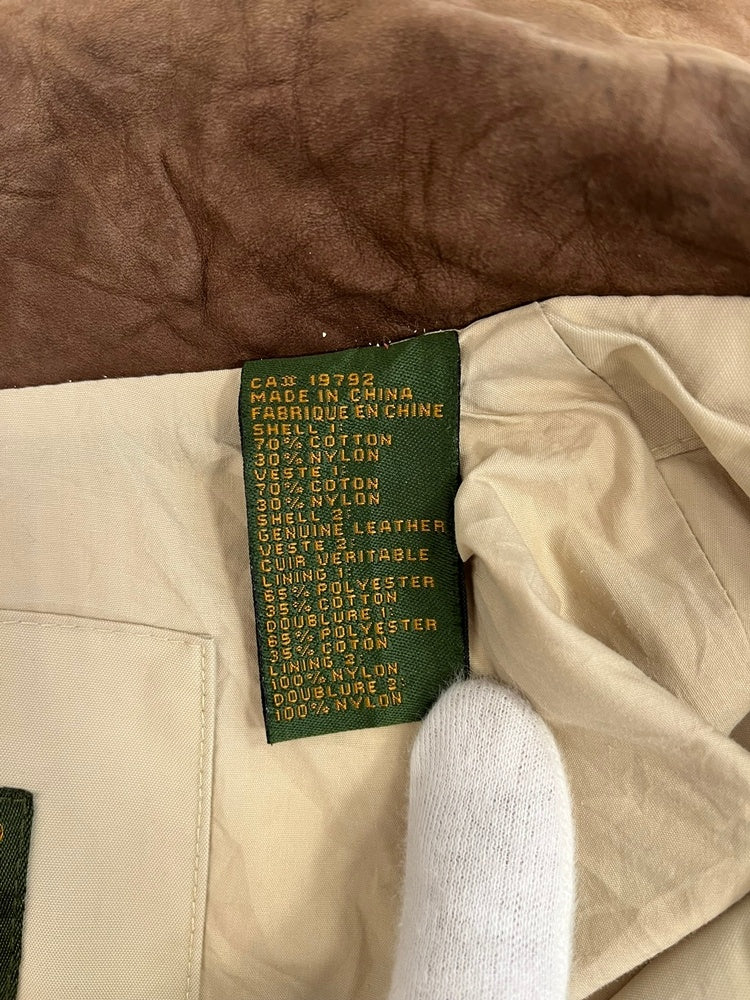 CA# 19792
MADE IN CHINA
FABRIQUE EN CHINE
SHELL 1:
70% COTTON
30% NYLON
VESTE 1:
70% COTON
30% NYLON
SHELL 2:
GENUINE LEATHER
VESTE 2:
CUIR VERITABLE
LINING 1:
65% POLYESTER
35% COTTON
DOUBLURE 1:
65% POLYESTER
35% COTON
LINING 2:
100% NYLON
DOUBLURE 2:
100% NYLON